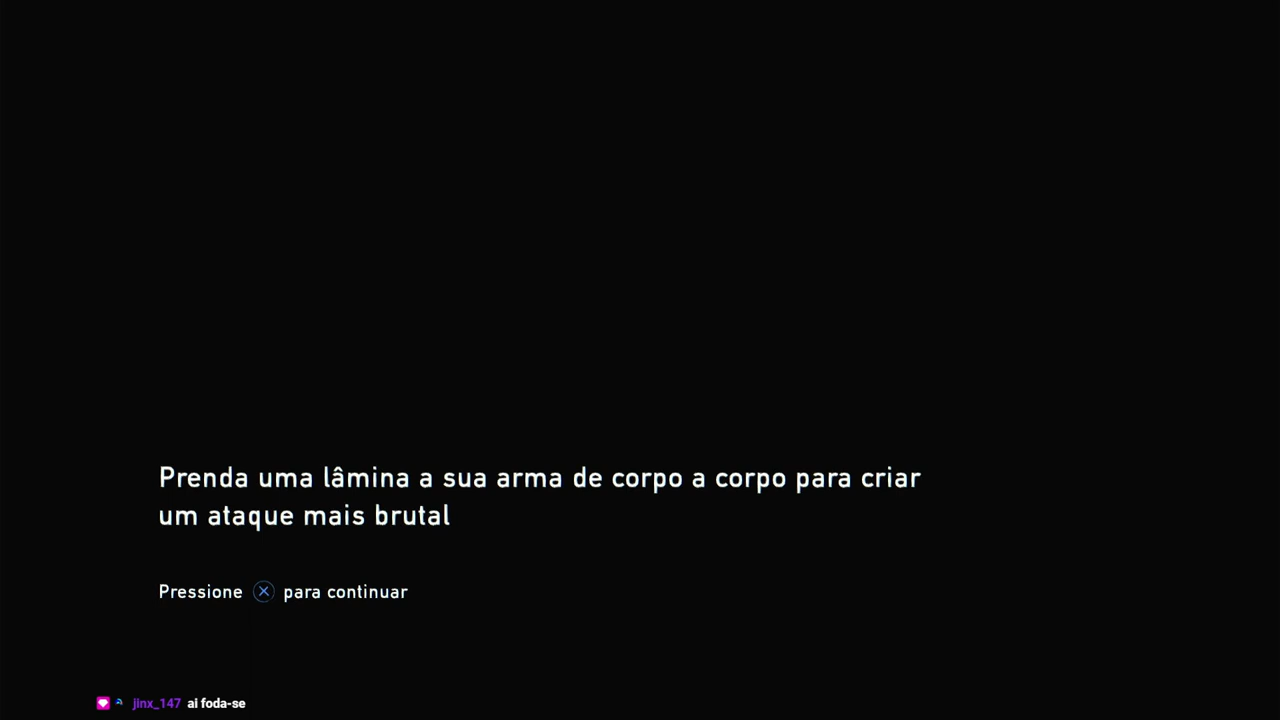 Prenda uma lâmina a sua arma de corpo a corpo para criar
um ataque mais brutal
Pressione para continuar
jinx_147 ai foda-se